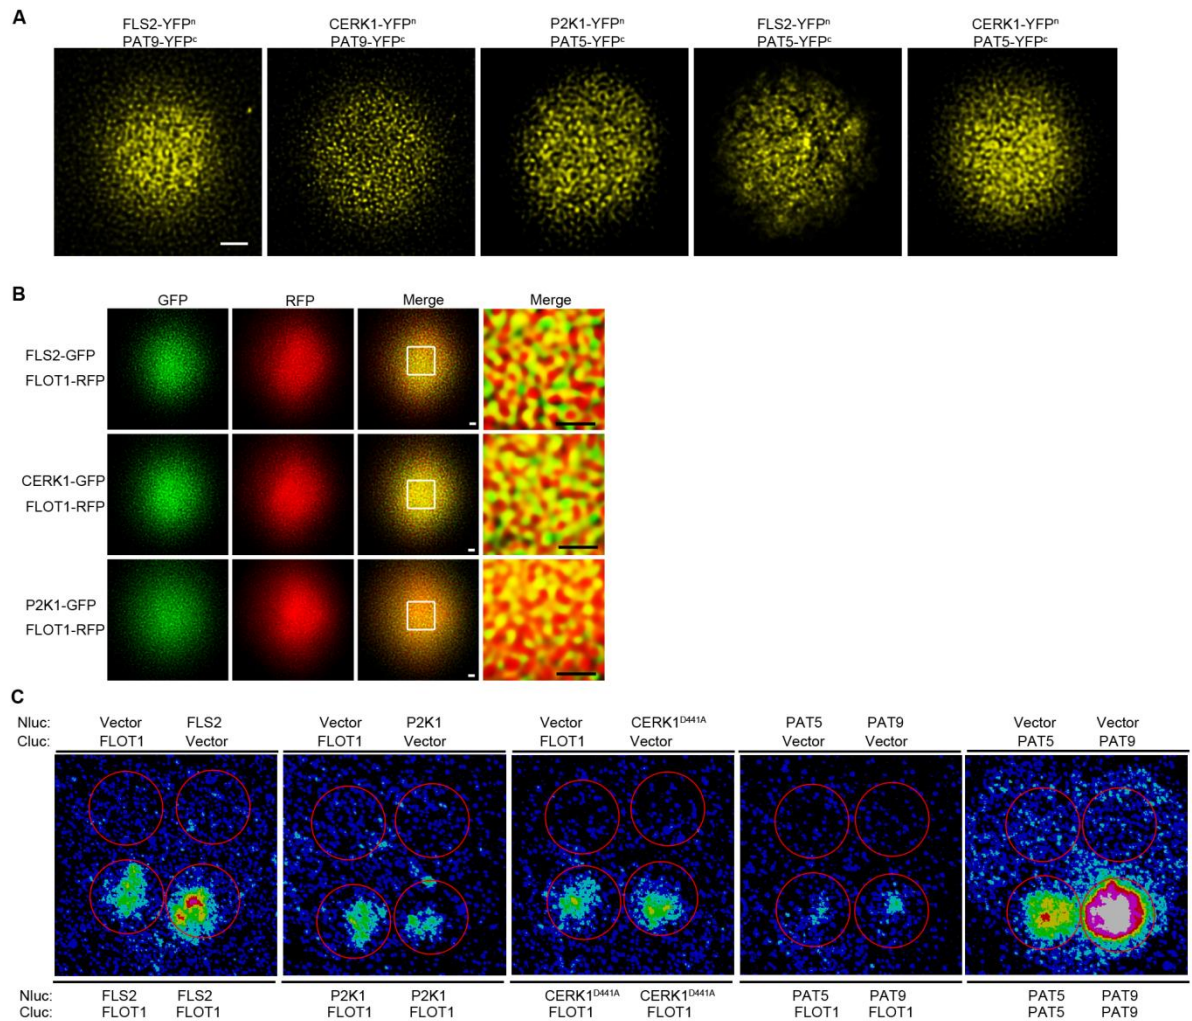 A
FLS2-YFPⁿ CERK1-YFPⁿ P2K1-YFPⁿ FLS2-YFPⁿ CERK1-YFPⁿ
PAT9-YFPᶜ PAT9-YFPᶜ PAT5-YFPᶜ PAT5-YFPᶜ PAT5-YFPᶜ
B
GFP RFP Merge Merge
FLS2-GFP
FLOT1-RFP
CERK1-GFP
FLOT1-RFP
P2K1-GFP
FLOT1-RFP
C
Nluc: Vector FLS2 Vector P2K1 Vector CERK1ᴰ⁴⁴¹ᴬ PAT5 PAT9 Vector Vector
Cluc: FLOT1 Vector FLOT1 Vector FLOT1 Vector Vector Vector PAT5 PAT9
Nluc: FLS2 FLS2 P2K1 P2K1 CERK1ᴰ⁴⁴¹ᴬ CERK1ᴰ⁴⁴¹ᴬ PAT5 PAT9 PAT5 PAT9
Cluc: FLOT1 FLOT1 FLOT1 FLOT1 FLOT1 FLOT1 FLOT1 FLOT1 PAT5 PAT9